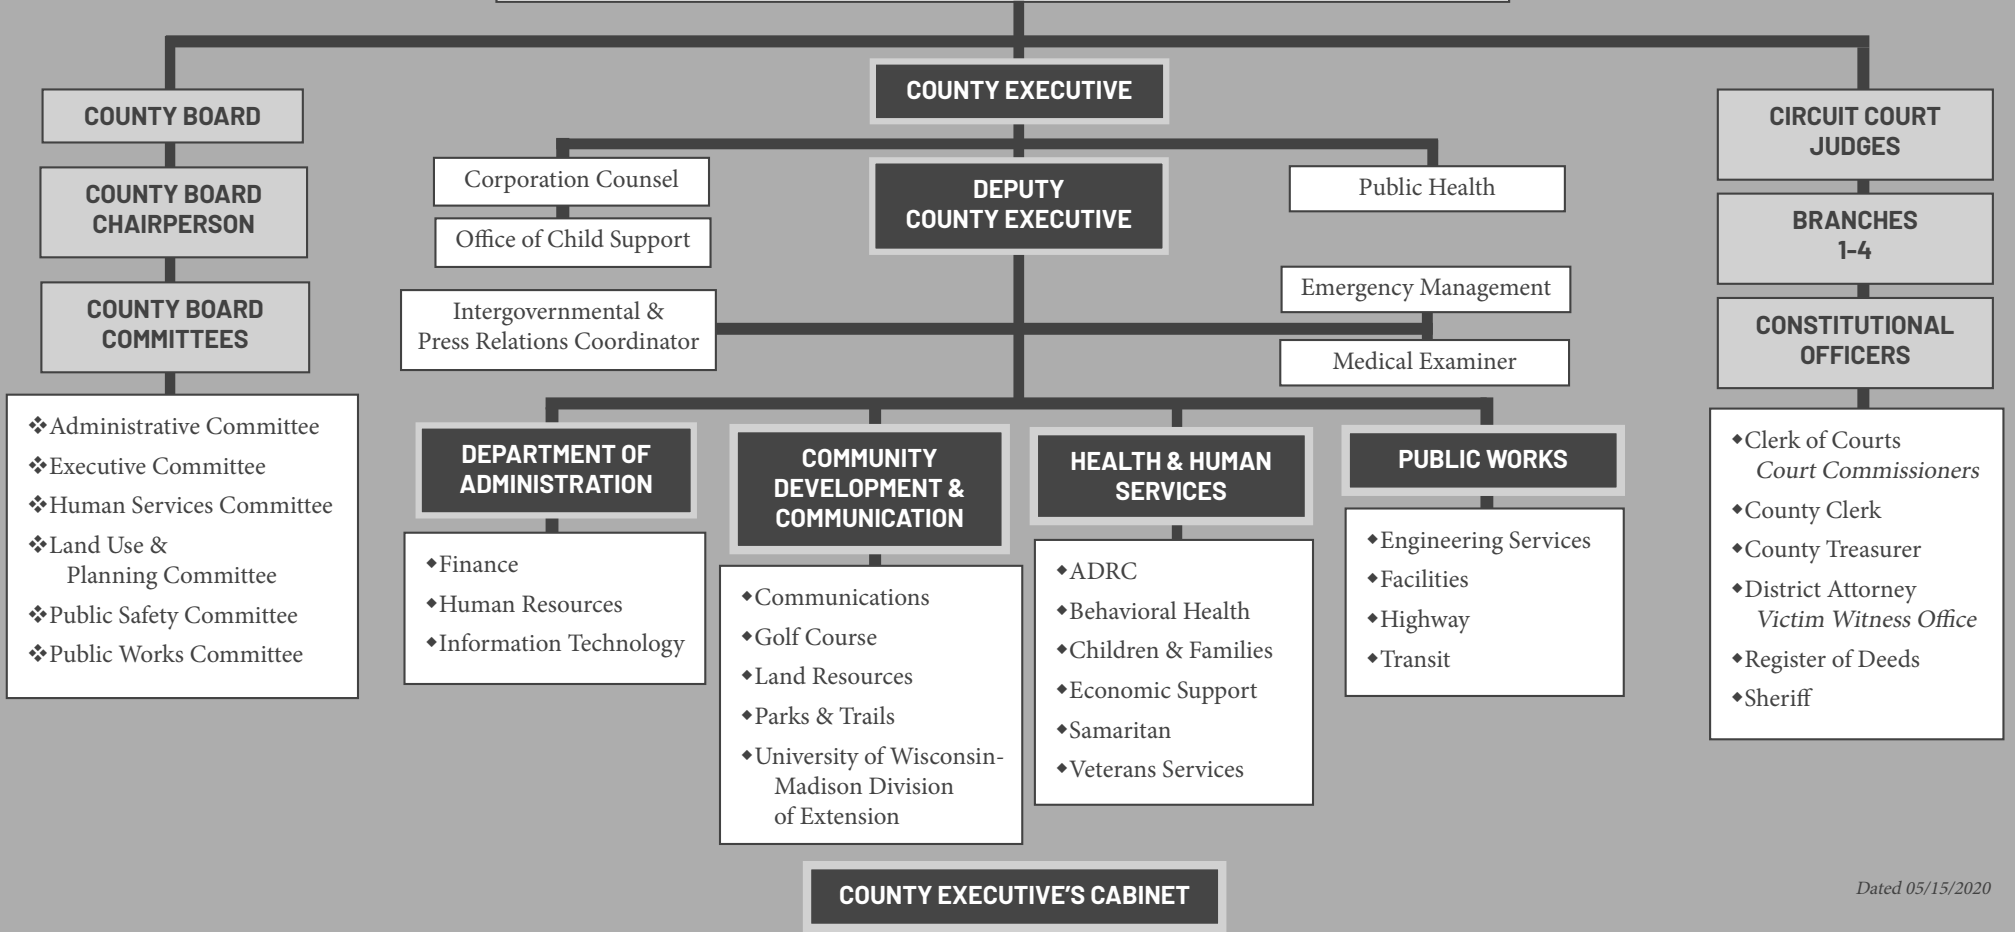 COUNTY BOARD
COUNTY BOARD
CHAIRPERSON
COUNTY BOARD
COMMITTEES
❖Administrative Committee
❖Executive Committee
❖Human Services Committee
❖Land Use &
Planning Committee
❖Public Safety Committee
❖Public Works Committee
COUNTY EXECUTIVE
DEPUTY
COUNTY EXECUTIVE
Corporation Counsel
Office of Child Support
Public Health
Intergovernmental &
Press Relations Coordinator
Emergency Management
Medical Examiner
DEPARTMENT OF
ADMINISTRATION
◆Finance
◆Human Resources
◆Information Technology
COMMUNITY
DEVELOPMENT &
COMMUNICATION
◆Communications
◆Golf Course
◆Land Resources
◆Parks & Trails
◆University of Wisconsin-
Madison Division
of Extension
HEALTH & HUMAN
SERVICES
◆ADRC
◆Behavioral Health
◆Children & Families
◆Economic Support
◆Samaritan
◆Veterans Services
PUBLIC WORKS
◆Engineering Services
◆Facilities
◆Highway
◆Transit
CIRCUIT COURT
JUDGES
BRANCHES
1-4
CONSTITUTIONAL
OFFICERS
◆Clerk of Courts
Court Commissioners
◆County Clerk
◆County Treasurer
◆District Attorney
Victim Witness Office
◆Register of Deeds
◆Sheriff
COUNTY EXECUTIVE’S CABINET
Dated 05/15/2020